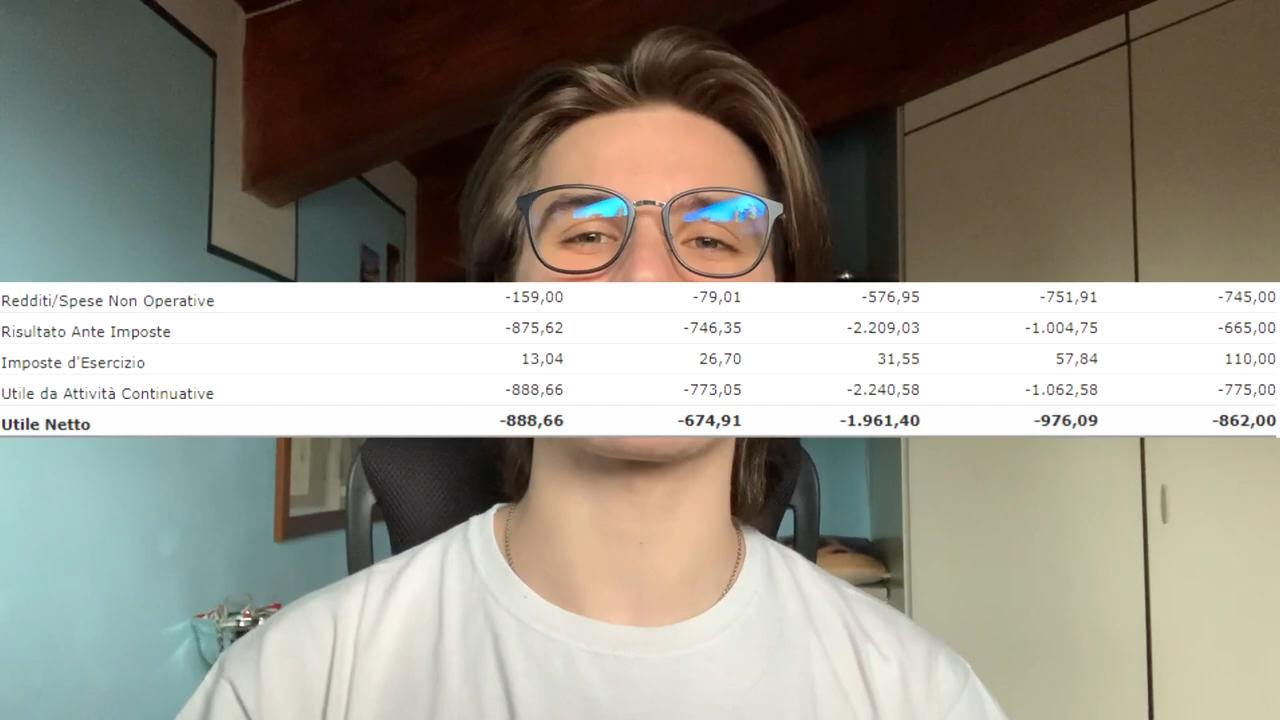 Redditi/Spese Non Operative -159,00 -79,01 -576,95 -751,91 -745,00
Risultato Ante Imposte -875,62 -746,35 -2.209,03 -1.004,75 -665,00
Imposte d'Esercizio 13,04 26,70 31,55 57,84 110,00
Utile da Attività Continuative -888,66 -773,05 -2.240,58 -1.062,58 -775,00
Utile Netto -888,66 -674,91 -1.961,40 -976,09 -862,00